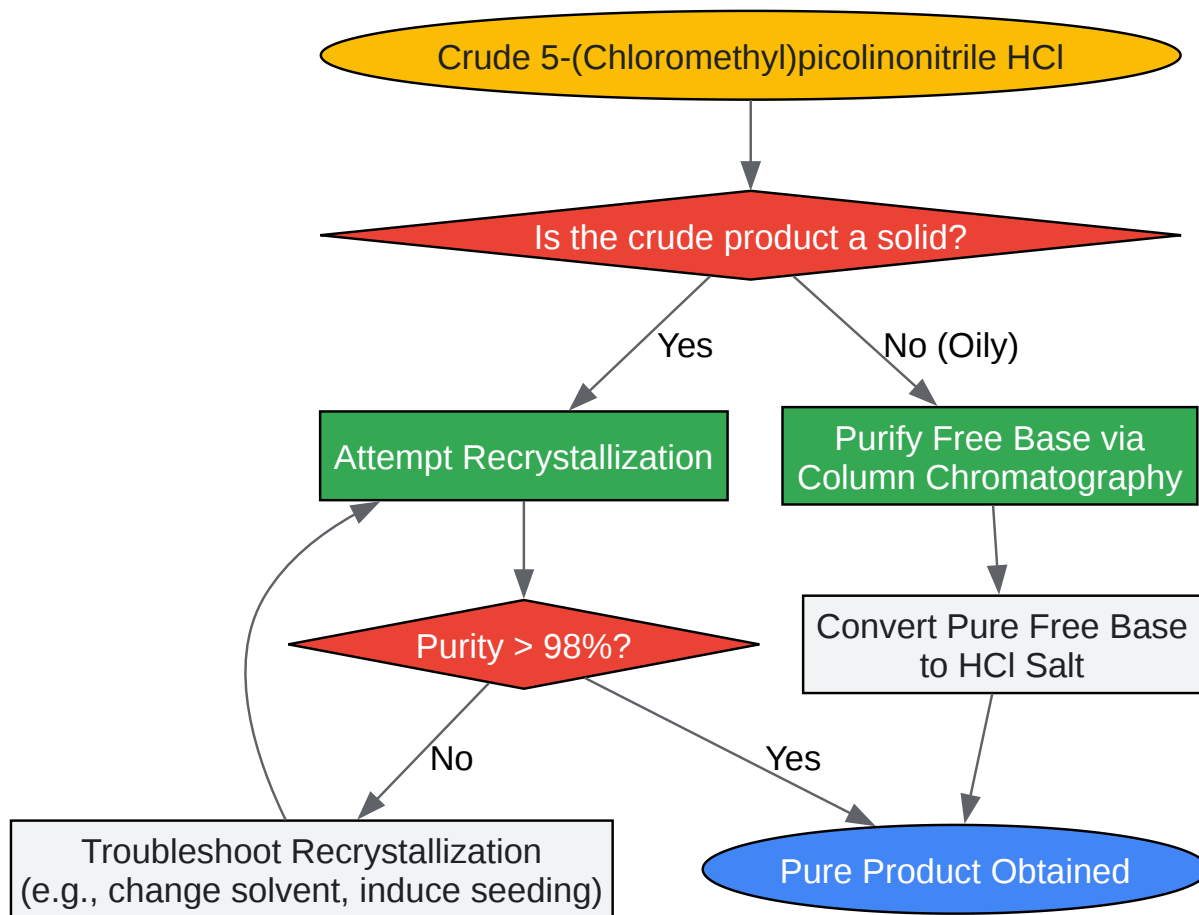 Crude 5-(Chloromethyl)picolinonitrile HCl
Is the crude product a solid?
Yes
No (Oily)
Attempt Recrystallization
Purify Free Base via
Column Chromatography
Purity > 98%?
Convert Pure Free Base
to HCl Salt
No
Yes
Troubleshoot Recrystallization
(e.g., change solvent, induce seeding)
Pure Product Obtained